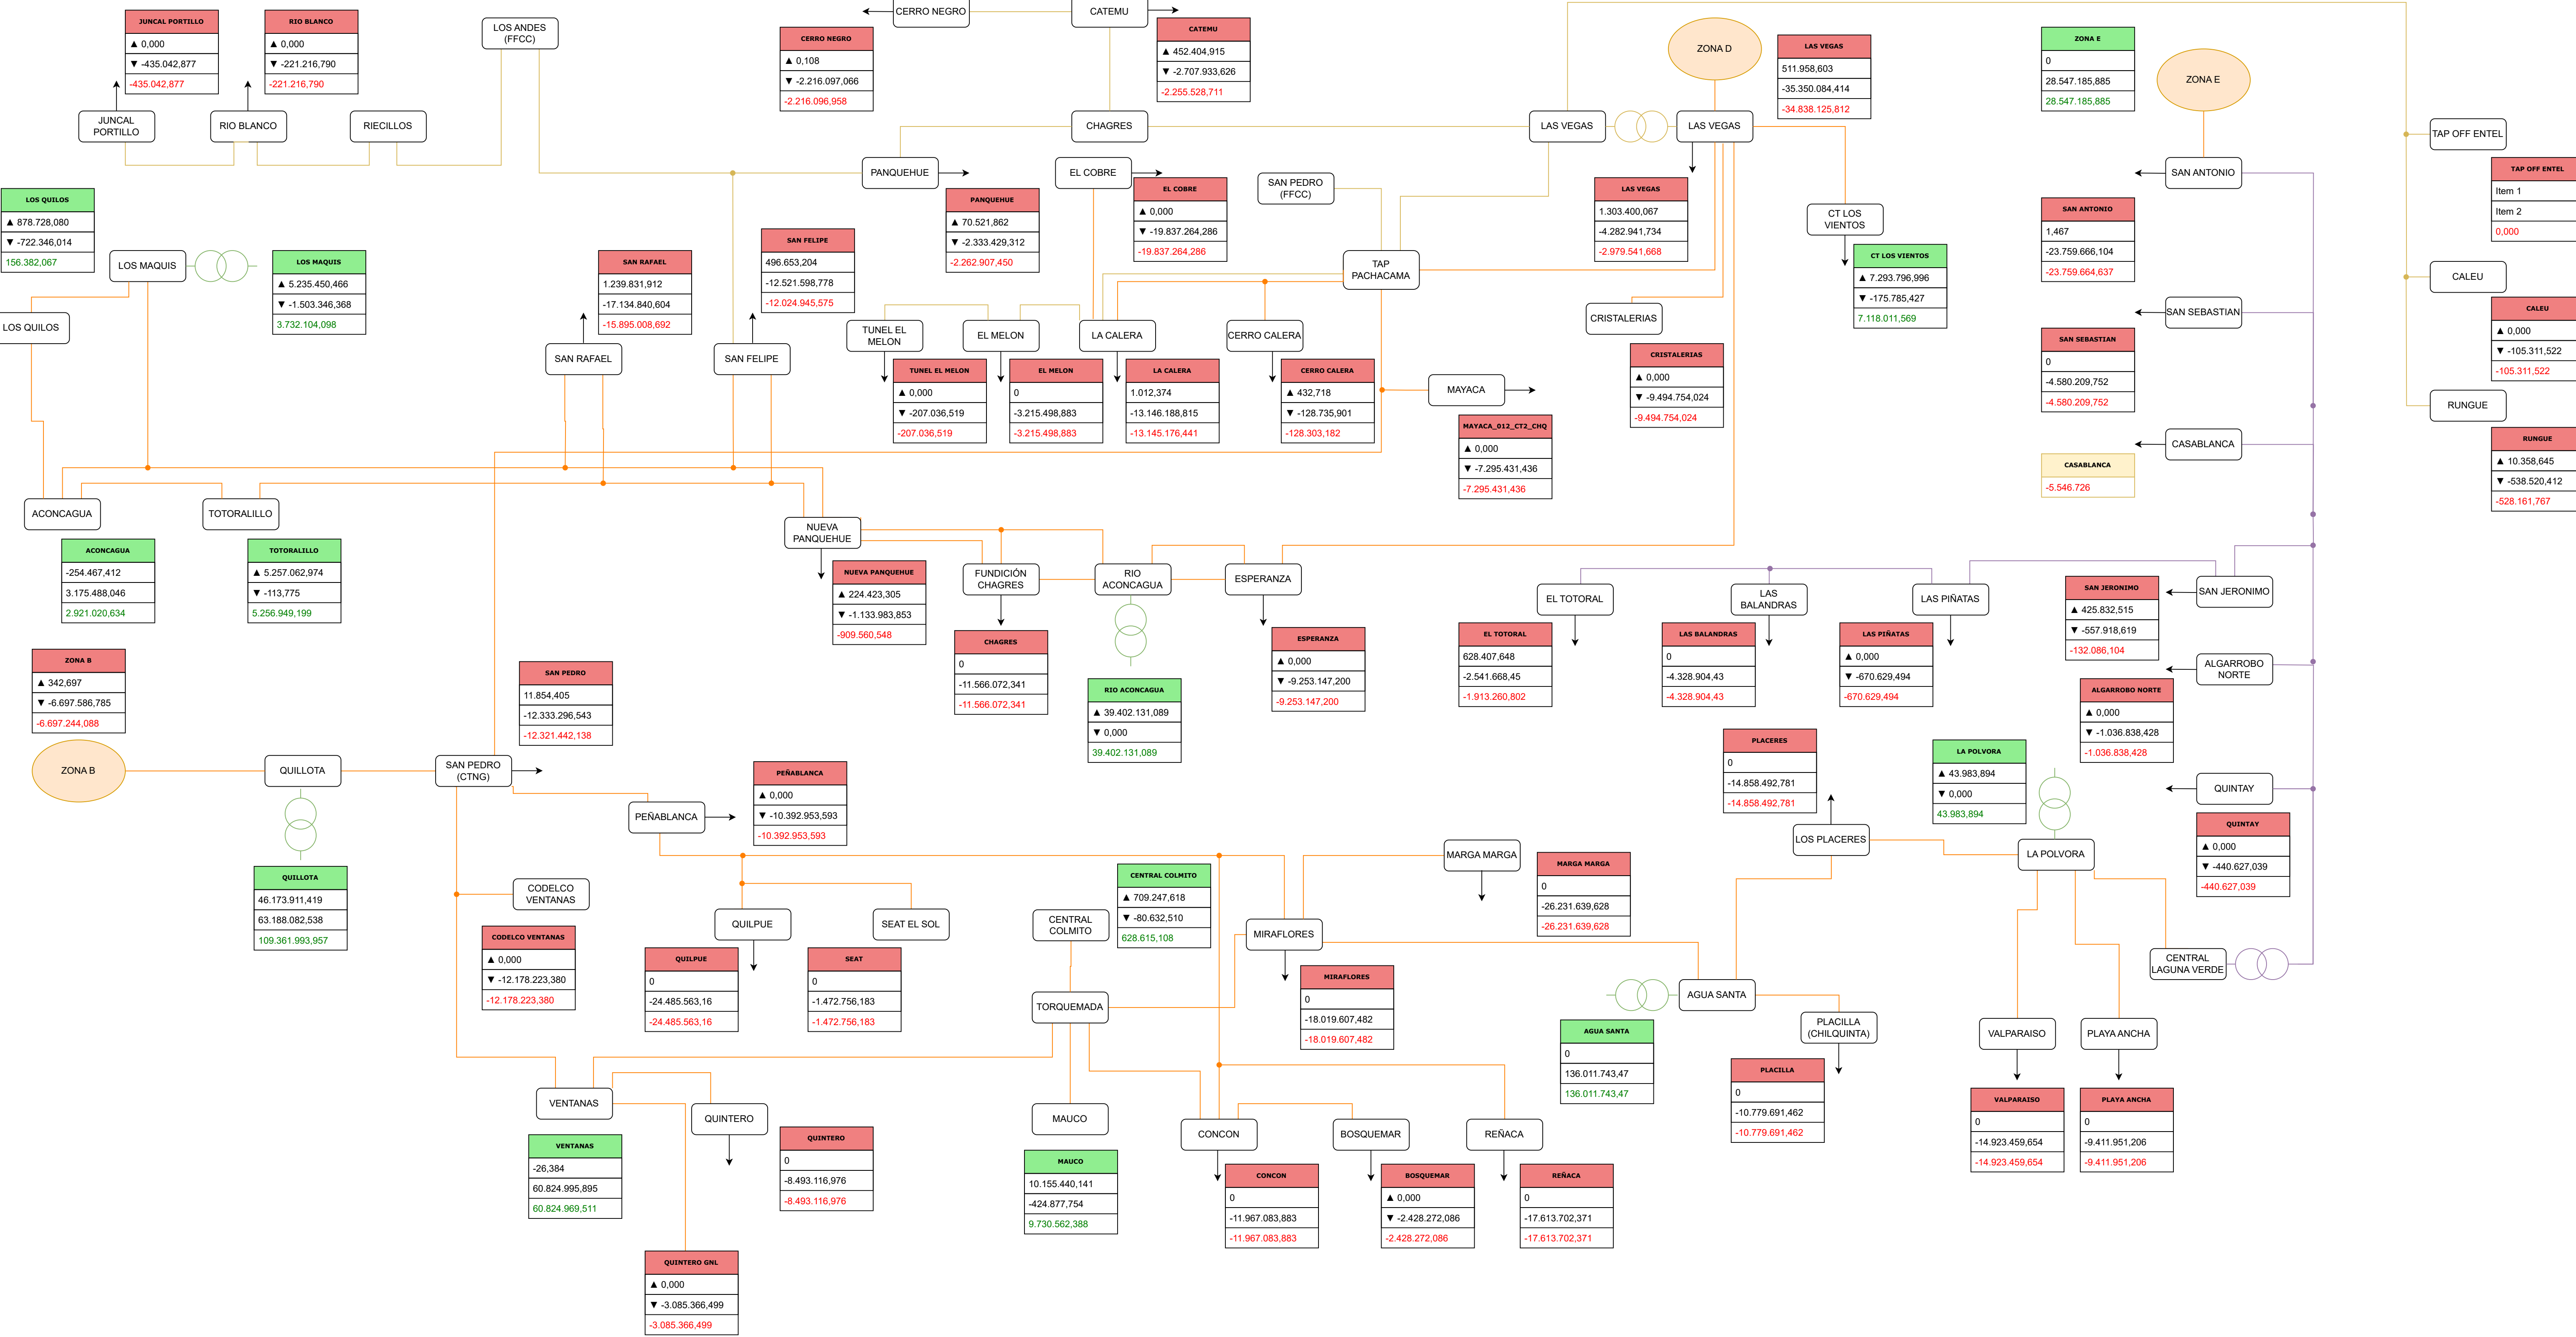 CERRO NEGRO
CATEMU
JUNCAL PORTILLO
▲ 0,000
▼ -435.042,877
-435.042,877
RIO BLANCO
▲ 0,000
▼ -221.216,790
-221.216,790
LOS ANDES
(FFCC)
CERRO NEGRO
▲ 0,108
▼ -2.216.097,066
-2.216.096,958
CATEMU
▲ 452.404,915
▼ -2.707.933,626
-2.255.528,711
ZONA D
LAS VEGAS
511.958,603
-35.350.084,414
-34.838.125,812
ZONA E
0
28.547.185,885
28.547.185,885
ZONA E
JUNCAL
PORTILLO
RIO BLANCO
RIECILLOS
CHAGRES
LAS VEGAS
LAS VEGAS
TAP OFF ENTEL
PANQUEHUE
EL COBRE
SAN PEDRO
(FFCC)
SAN ANTONIO
TAP OFF ENTEL
Item 1
Item 2
0,000
LOS QUILOS
▲ 878.728,080
▼ -722.346,014
156.382,067
PANQUEHUE
▲ 70.521,862
▼ -2.333.429,312
-2.262.907,450
EL COBRE
▲ 0,000
▼ -19.837.264,286
-19.837.264,286
LAS VEGAS
1.303.400,067
-4.282.941,734
-2.979.541,668
CT LOS
VIENTOS
SAN ANTONIO
1,467
-23.759.666,104
-23.759.664,637
LOS MAQUIS
LOS MAQUIS
▲ 5.235.450,466
▼ -1.503.346,368
3.732.104,098
SAN RAFAEL
1.239.831,912
-17.134.840,604
-15.895.008,692
SAN FELIPE
496.653,204
-12.521.598,778
-12.024.945,575
TAP
PACHACAMA
CT LOS VIENTOS
▲ 7.293.796,996
▼ -175.785,427
7.118.011,569
CALEU
LOS QUILOS
TUNEL EL
MELON
EL MELON
LA CALERA
CERRO CALERA
CRISTALERIAS
SAN SEBASTIAN
CALEU
▲ 0,000
▼ -105.311,522
-105.311,522
SAN RAFAEL
SAN FELIPE
TUNEL EL MELON
▲ 0,000
▼ -207.036,519
-207.036,519
EL MELON
0
-3.215.498,883
-3.215.498,883
LA CALERA
1.012,374
-13.146.188,815
-13.145.176,441
CERRO CALERA
▲ 432,718
▼ -128.735,901
-128.303,182
MAYACA
CRISTALERIAS
▲ 0,000
▼ -9.494.754,024
-9.494.754,024
SAN SEBASTIAN
0
-4.580.209,752
-4.580.209,752
RUNGUE
MAYACA_012_CT2_CHQ
▲ 0,000
▼ -7.295.431,436
-7.295.431,436
CASABLANCA
CASABLANCA
-5.546.726
RUNGUE
▲ 10.358,645
▼ -538.520,412
-528.161,767
ACONCAGUA
TOTORALILLO
NUEVA
PANQUEHUE
ACONCAGUA
-254.467,412
3.175.488,046
2.921.020,634
TOTORALILLO
▲ 5.257.062,974
▼ -113,775
5.256.949,199
NUEVA PANQUEHUE
▲ 224.423,305
▼ -1.133.983,853
-909.560,548
FUNDICIÓN
CHAGRES
RIO
ACONCAGUA
ESPERANZA
EL TOTORAL
LAS
BALANDRAS
LAS PIÑATAS
SAN JERONIMO
▲ 425.832,515
▼ -557.918,619
-132.086,104
SAN JERONIMO
CHAGRES
0
-11.566.072,341
-11.566.072,341
RIO ACONCAGUA
▲ 39.402.131,089
▼ 0,000
39.402.131,089
ESPERANZA
▲ 0,000
▼ -9.253.147,200
-9.253.147,200
EL TOTORAL
628.407,648
-2.541.668,45
-1.913.260,802
LAS BALANDRAS
0
-4.328.904,43
-4.328.904,43
LAS PIÑATAS
▲ 0,000
▼ -670.629,494
-670.629,494
ALGARROBO
NORTE
ALGARROBO NORTE
▲ 0,000
▼ -1.036.838,428
-1.036.838,428
ZONA B
▲ 342,697
▼ -6.697.586,785
-6.697.244,088
SAN PEDRO
11.854,405
-12.333.296,543
-12.321.442,138
ZONA B
QUILLOTA
SAN PEDRO
(CTNG)
PEÑABLANCA
▲ 0,000
▼ -10.392.953,593
-10.392.953,593
PEÑABLANCA
PLACERES
0
-14.858.492,781
-14.858.492,781
LA POLVORA
▲ 43.983,894
▼ 0,000
43.983,894
QUINTAY
QUINTAY
▲ 0,000
▼ -440.627,039
-440.627,039
LOS PLACERES
LA POLVORA
QUILLOTA
46.173.911,419
63.188.082,538
109.361.993,957
CODELCO
VENTANAS
CODELCO VENTANAS
▲ 0,000
▼ -12.178.223,380
-12.178.223,380
QUILPUE
SEAT EL SOL
QUILPUE
0
-24.485.563,16
-24.485.563,16
SEAT
0
-1.472.756,183
-1.472.756,183
CENTRAL
COLMITO
CENTRAL COLMITO
▲ 709.247,618
▼ -80.632,510
628.615,108
MARGA MARGA
MARGA MARGA
0
-26.231.639,628
-26.231.639,628
MIRAFLORES
MIRAFLORES
0
-18.019.607,482
-18.019.607,482
CENTRAL
LAGUNA VERDE
TORQUEMADA
AGUA SANTA
AGUA SANTA
0
136.011.743,47
136.011.743,47
PLACILLA
(CHILQUINTA)
PLACILLA
0
-10.779.691,462
-10.779.691,462
VALPARAISO
PLAYA ANCHA
VALPARAISO
0
-14.923.459,654
-14.923.459,654
PLAYA ANCHA
0
-9.411.951,206
-9.411.951,206
VENTANAS
QUINTERO
MAUCO
CONCON
BOSQUEMAR
REÑACA
VENTANAS
-26,384
60.824.995,895
60.824.969,511
QUINTERO
0
-8.493.116,976
-8.493.116,976
MAUCO
10.155.440,141
-424.877,754
9.730.562,388
CONCON
0
-11.967.083,883
-11.967.083,883
BOSQUEMAR
▲ 0,000
▼ -2.428.272,086
-2.428.272,086
REÑACA
0
-17.613.702,371
-17.613.702,371
QUINTERO GNL
▲ 0,000
▼ -3.085.366,499
-3.085.366,499